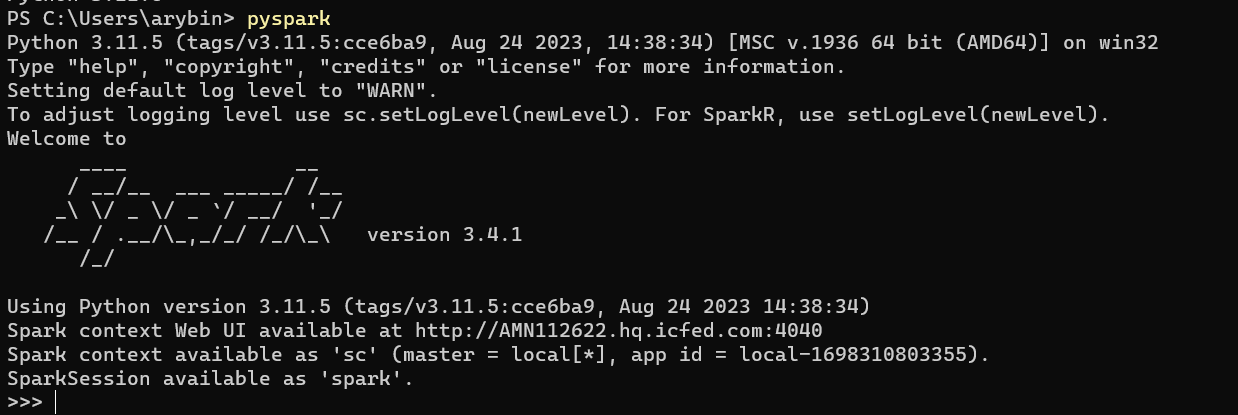 PS C:\Users\arybin> pyspark
Python 3.11.5 (tags/v3.11.5:cce6ba9, Aug 24 2023, 14:38:34) [MSC v.1936 64 bit (AMD64)] on win32
Type "help", "copyright", "credits" or "license" for more information.
Setting default log level to "WARN".
To adjust logging level use sc.setLogLevel(newLevel). For SparkR, use setLogLevel(newLevel).
Welcome to
      ____              __
     / __/__  ___ _____/ /__
    _\ \/ _ \/ _ `/ __/  '_/
   /__ / .__/\_,_/_/ /_/\_\   version 3.4.1
      /_/
Using Python version 3.11.5 (tags/v3.11.5:cce6ba9, Aug 24 2023 14:38:34)
Spark context Web UI available at http://AMN112622.hq.icfed.com:4040
Spark context available as 'sc' (master = local[*], app id = local-1698310803355).
SparkSession available as 'spark'.
>>>